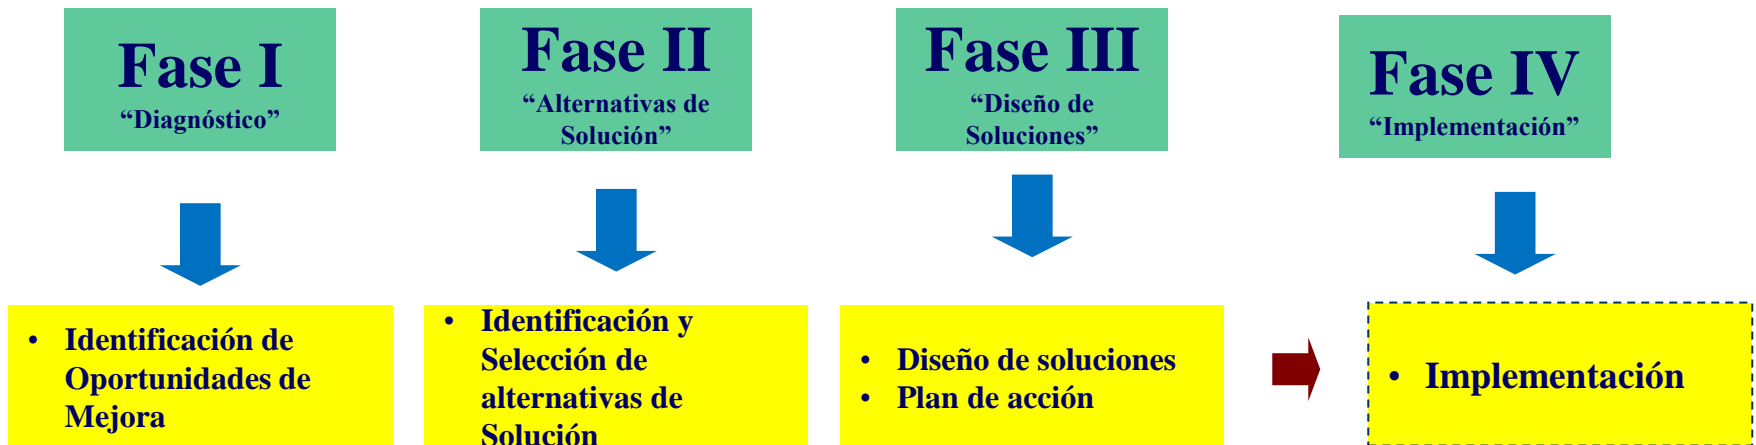 Fase I
“Diagnóstico”
Fase II
“Alternativas de
Solución”
Fase III
“Diseño de
Soluciones”
Fase IV
“Implementación”
• Identificación de
Oportunidades de
Mejora
• Identificación y
Selección de
alternativas de
Solución
• Diseño de soluciones
• Plan de acción
• Implementación